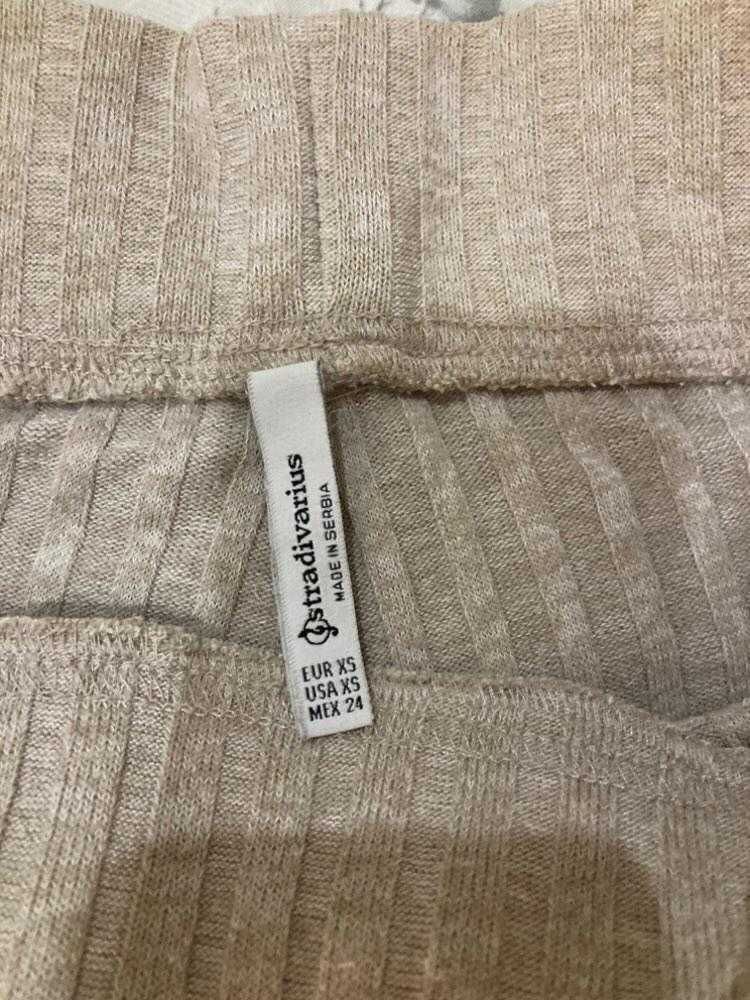 stradivarius
MADE IN SERBIA
EUR XS
USA XS
MEX 24